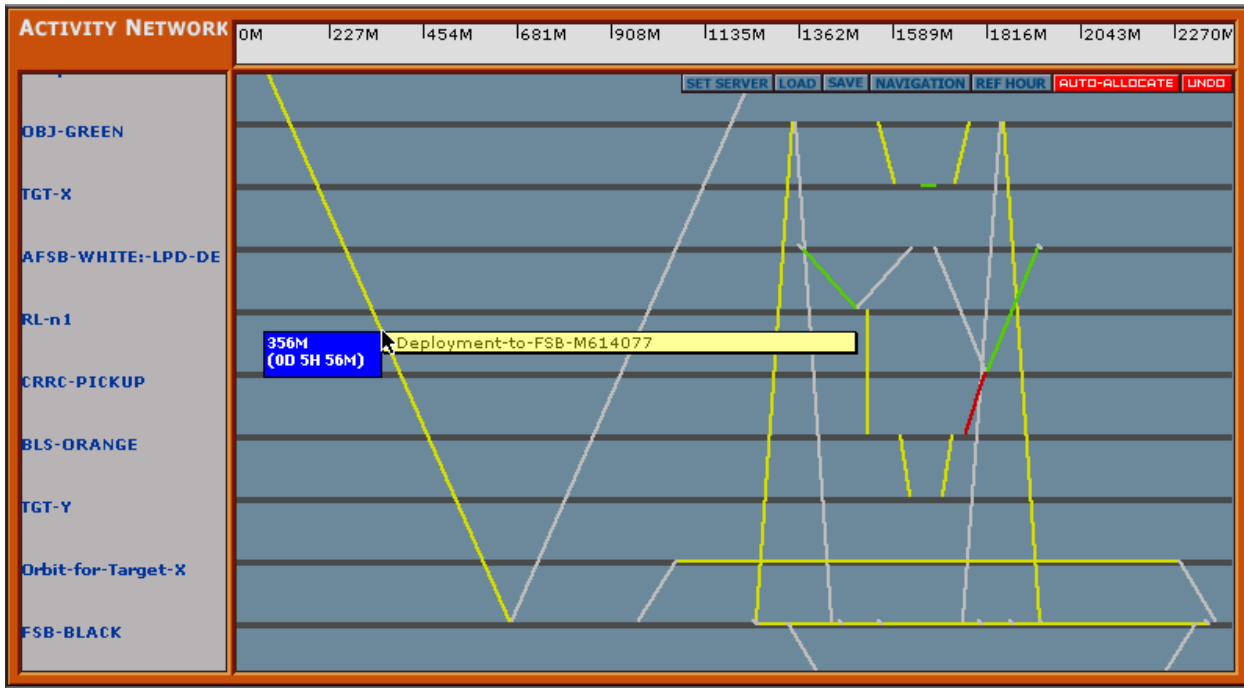 ACTIVITY NETWORK
0M 227M 454M 681M 908M 1135M 1362M 1589M 1816M 2043M 2270M
SET SERVER LOAD SAVE NAVIGATION REF HOUR AUTO-ALLOCATE UNDO
OBJ-GREEN
TGT-X
AFSB-WHITE:-LPD-DE
RL-n1
356M
(0D 5H 56M)
Deployment-to-FSB-M614077
CRRC-PICKUP
BLS-ORANGE
TGT-Y
Orbit-for-Target-X
FSB-BLACK